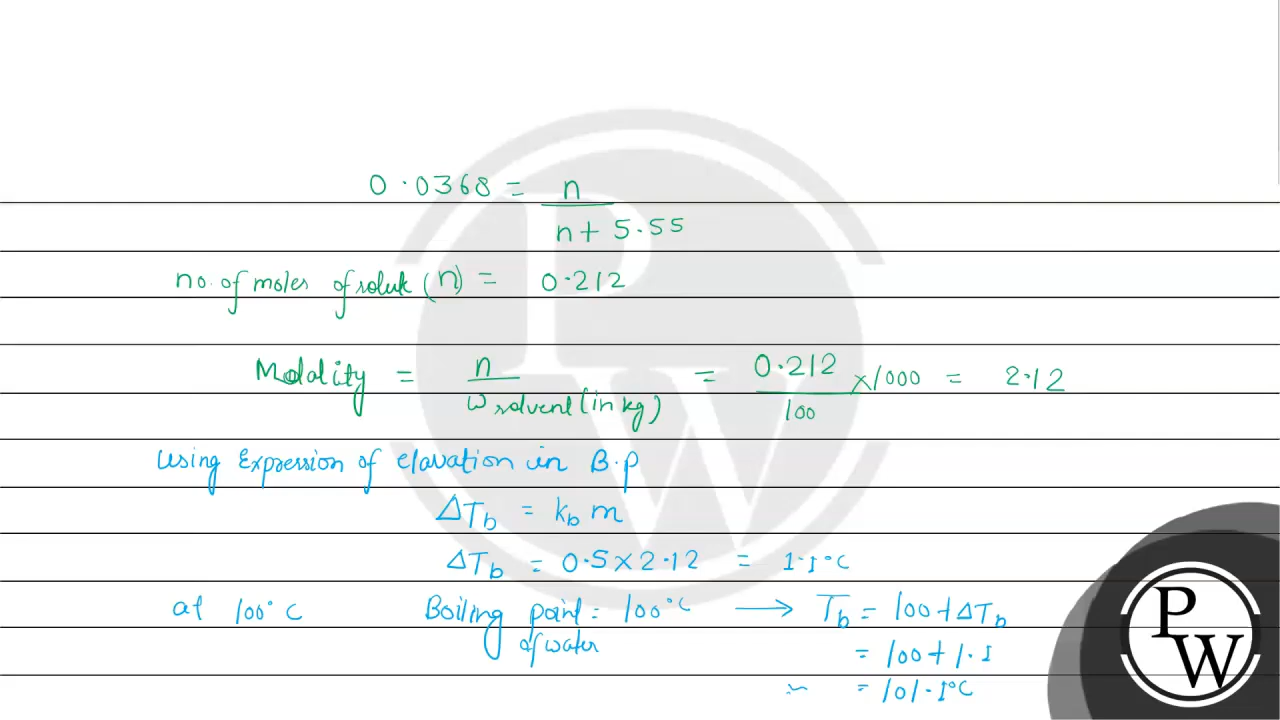 0.0368 = n / n + 5.55
no. of moles of solute (n) = 0.212
Molality = n / W solvent (in kg) = 0.212 / 100 × 1000 = 2.12
Using Expression of elavation in B.P
ΔTb = kb m
ΔTb = 0.5 × 2.12 = 1.1°C
at 100°C Boiling point of water = 100°C → Tb = 100 + ΔTb
= 100 + 1.1
= 101.1°C
P
W
P
W